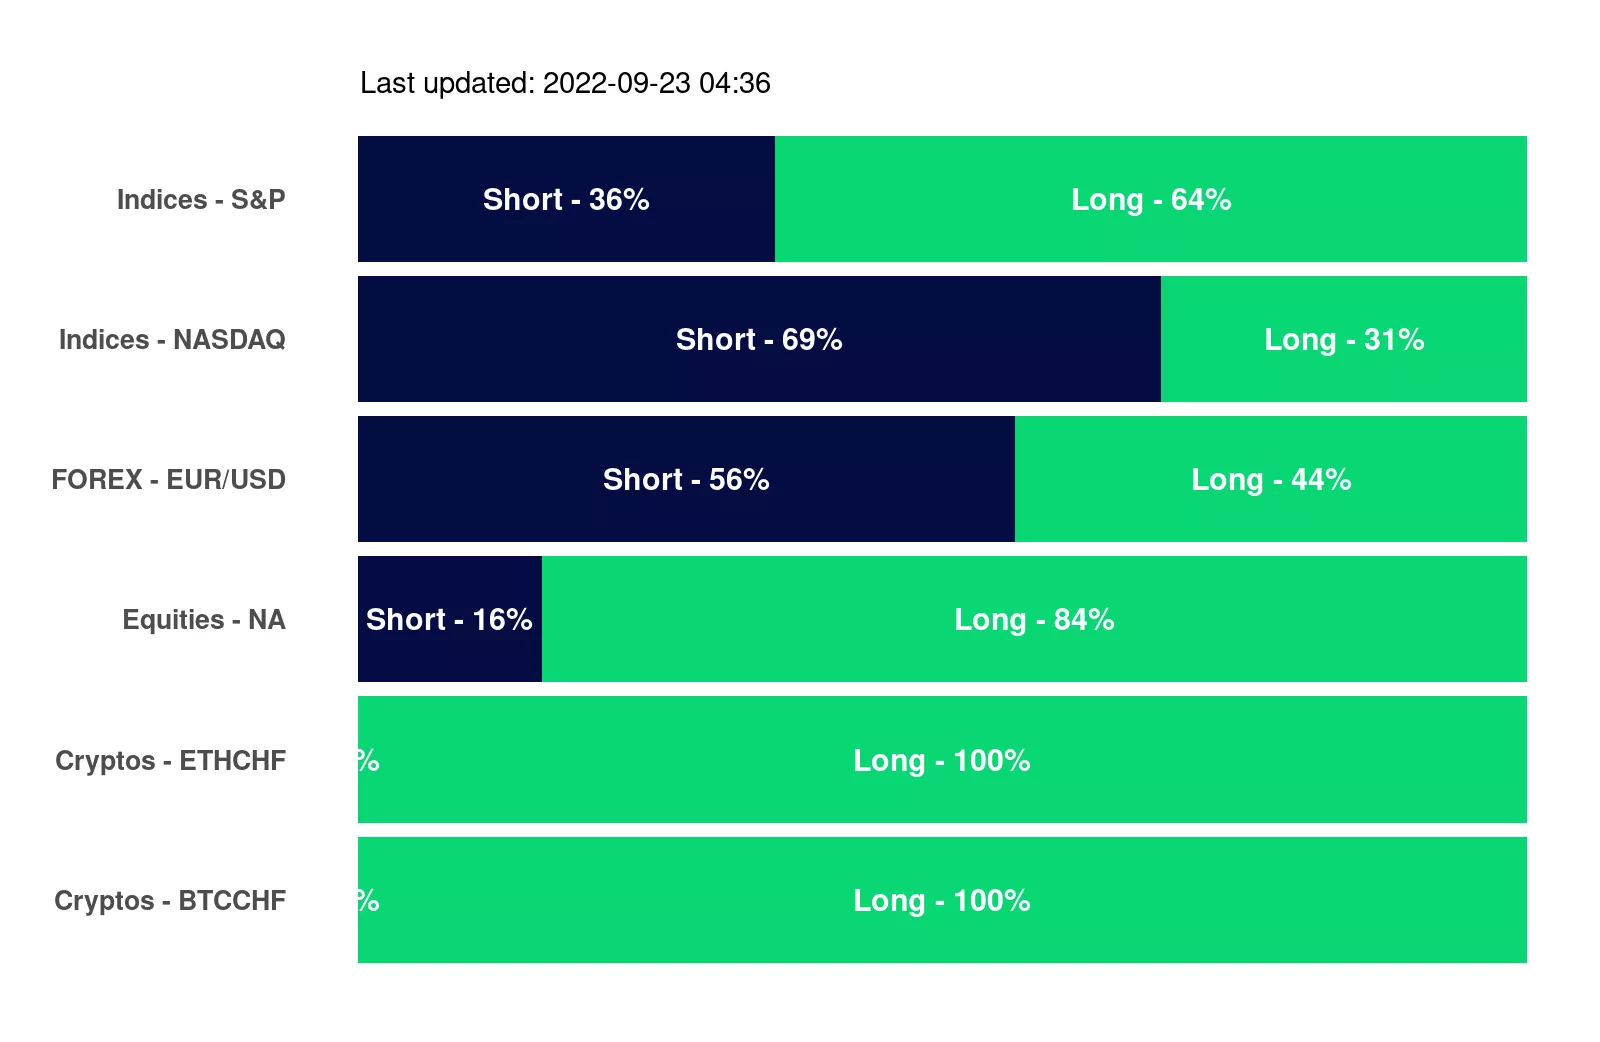 Last updated: 2022-09-23 04:36
Indices - S&P Short - 36% Long - 64%
Indices - NASDAQ Short - 69% Long - 31%
FOREX - EUR/USD Short - 56% Long - 44%
Equities - NA Short - 16% Long - 84%
Cryptos - ETHCHF % Long - 100%
Cryptos - BTCCHF % Long - 100%